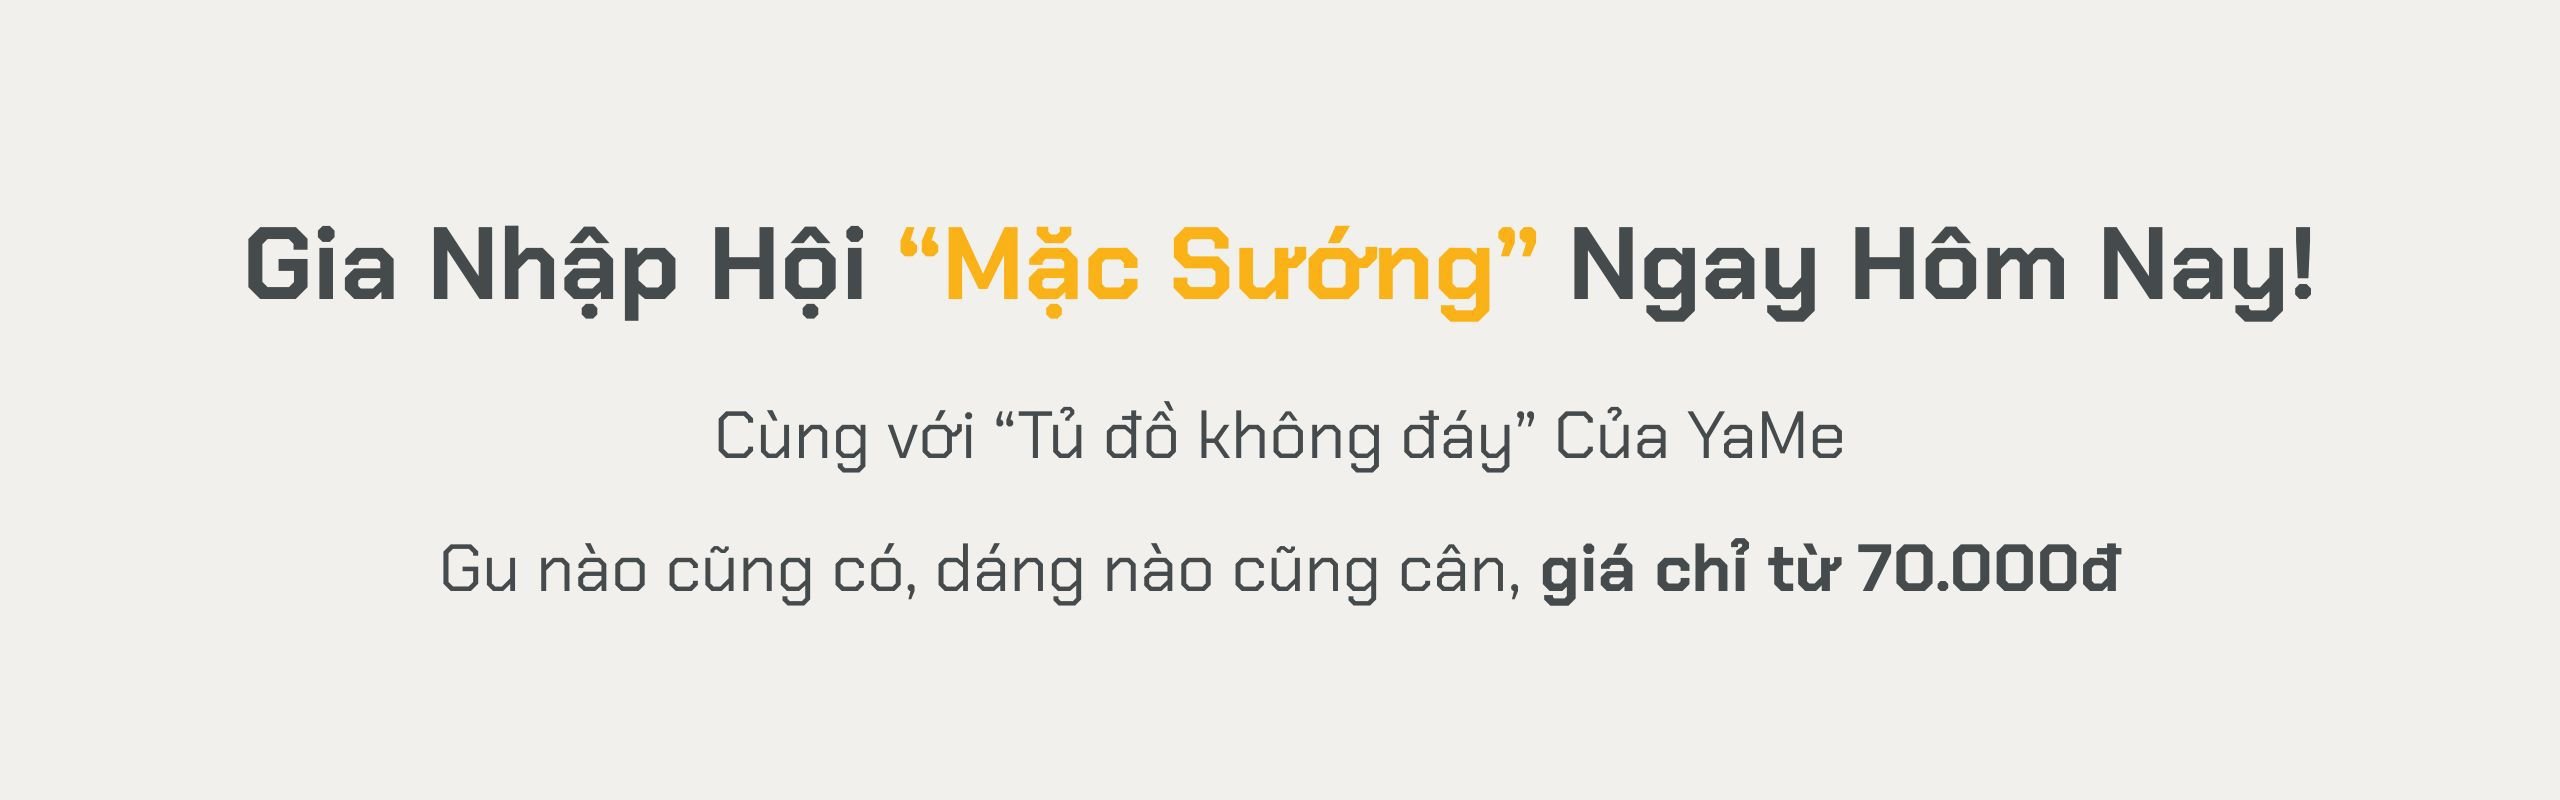 Gia Nhập Hội “Mặc Sướng” Ngay Hôm Nay!
Cùng với “Tủ đồ không đáy” Của YaMe
Gu nào cũng có, dáng nào cũng cân, giá chỉ từ 70.000đ